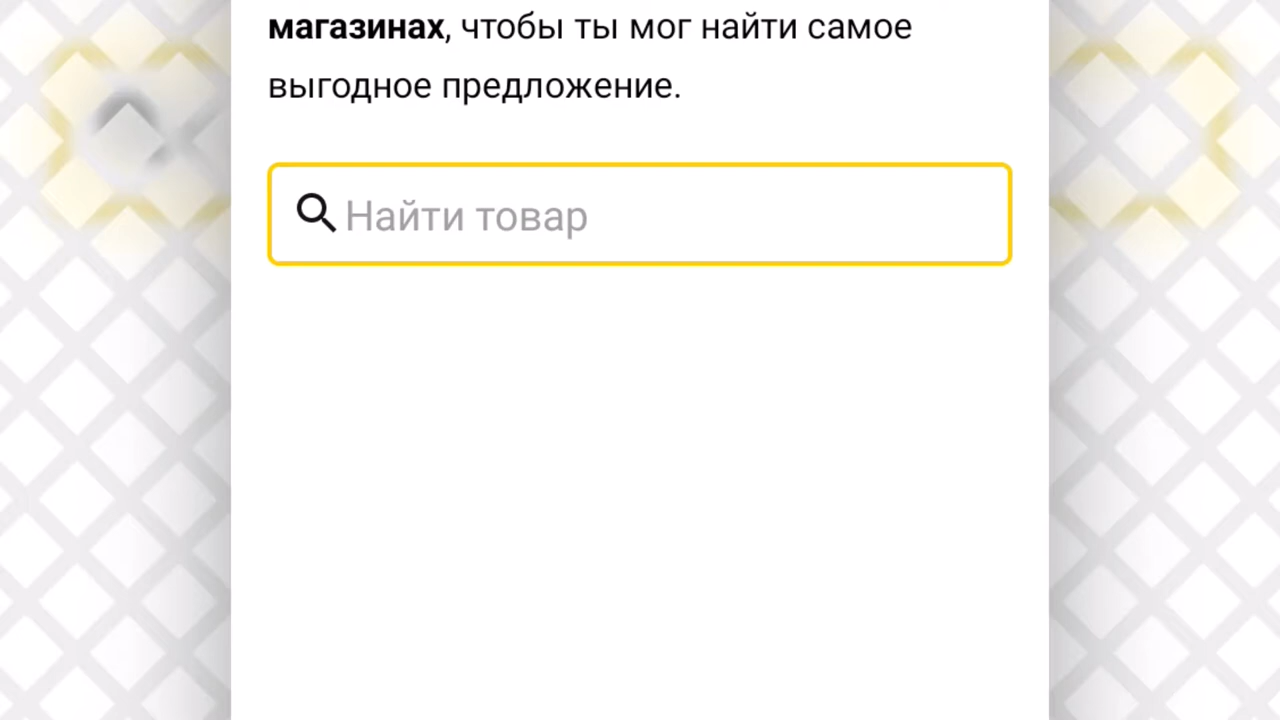 магазинах, чтобы ты мог найти самое
выгодное предложение.
Найти товар